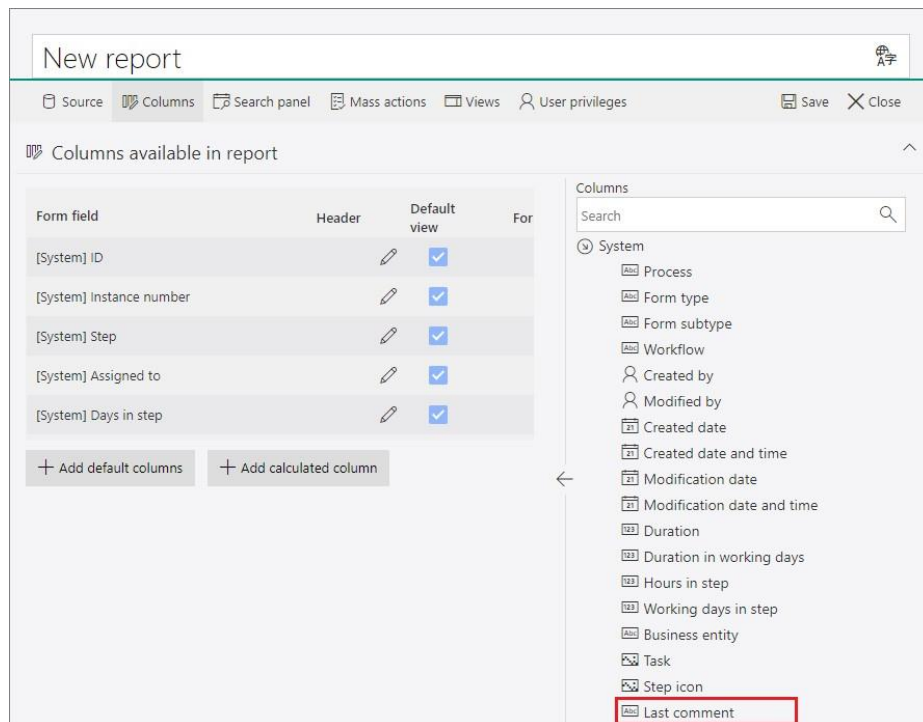 New report
Source Columns Search panel Mass actions Views User privileges Save Close
Columns available in report
Form field Header Default view For
[System] ID
[System] Instance number
[System] Step
[System] Assigned to
[System] Days in step
Add default columns Add calculated column
Columns
Search
System
Process
Form type
Form subtype
Workflow
Created by
Modified by
Created date
Created date and time
Modification date
Modification date and time
Duration
Duration in working days
Hours in step
Working days in step
Business entity
Task
Step icon
Last comment